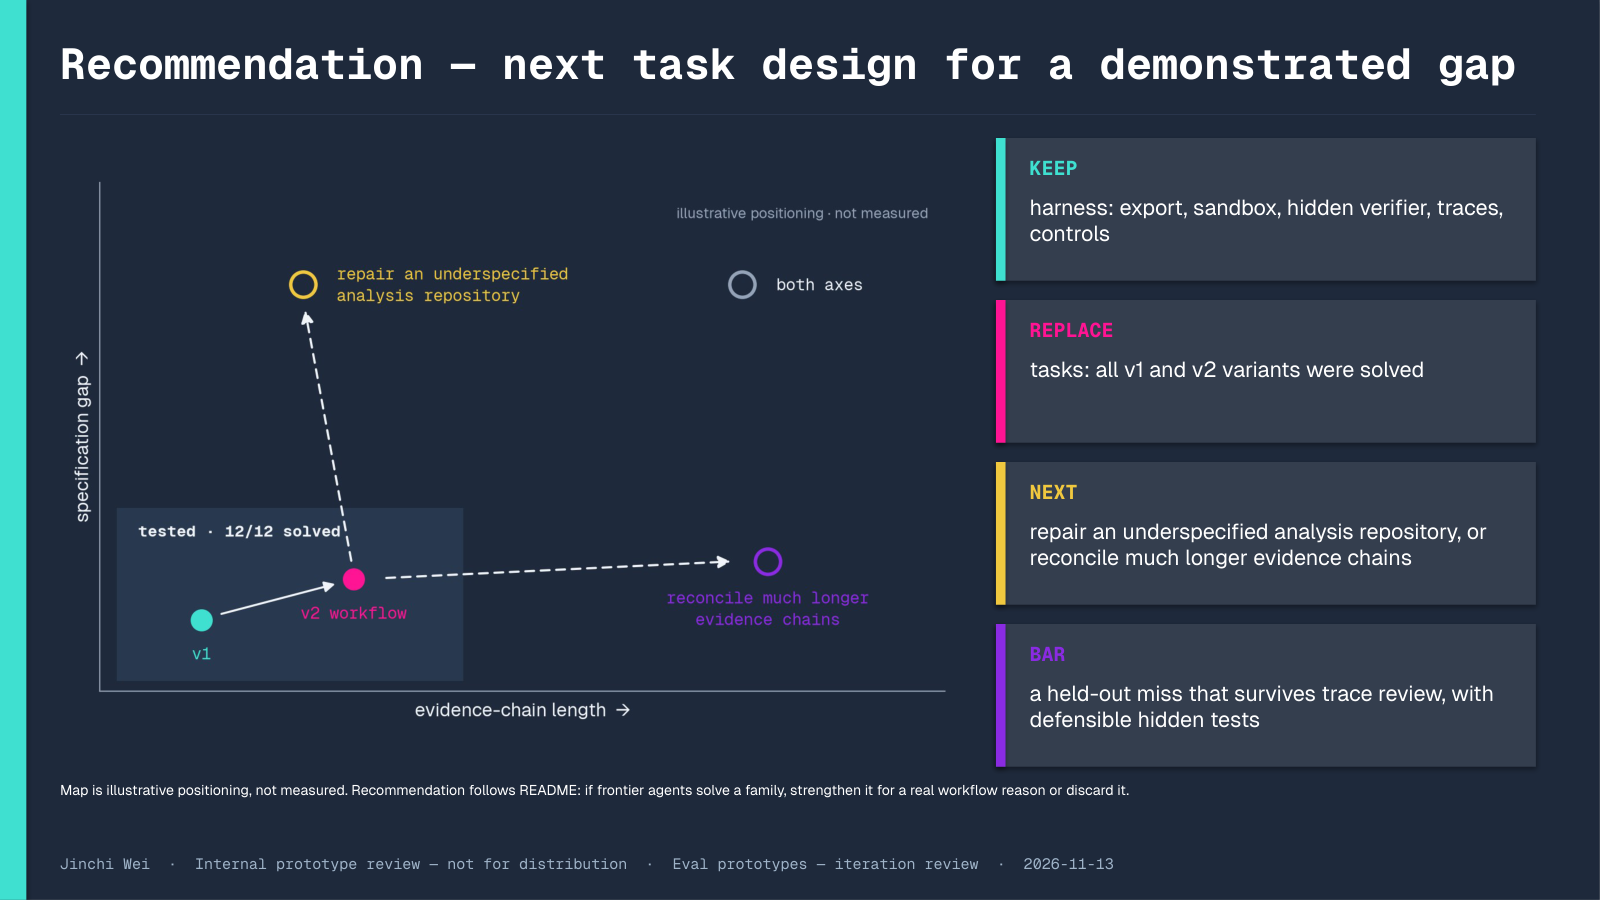 Recommendation — next task design for a demonstrated gap
illustrative positioning · not measured
repair an underspecified
analysis repository
both axes
specification gap →
tested · 12/12 solved
v2 workflow
v1
reconcile much longer
evidence chains
evidence-chain length →
KEEP
harness: export, sandbox, hidden verifier, traces,
controls
REPLACE
tasks: all v1 and v2 variants were solved
NEXT
repair an underspecified analysis repository, or
reconcile much longer evidence chains
BAR
a held-out miss that survives trace review, with
defensible hidden tests
Map is illustrative positioning, not measured. Recommendation follows README: if frontier agents solve a family, strengthen it for a real workflow reason or discard it.
Jinchi Wei · Internal prototype review — not for distribution · Eval prototypes — iteration review · 2026-11-13